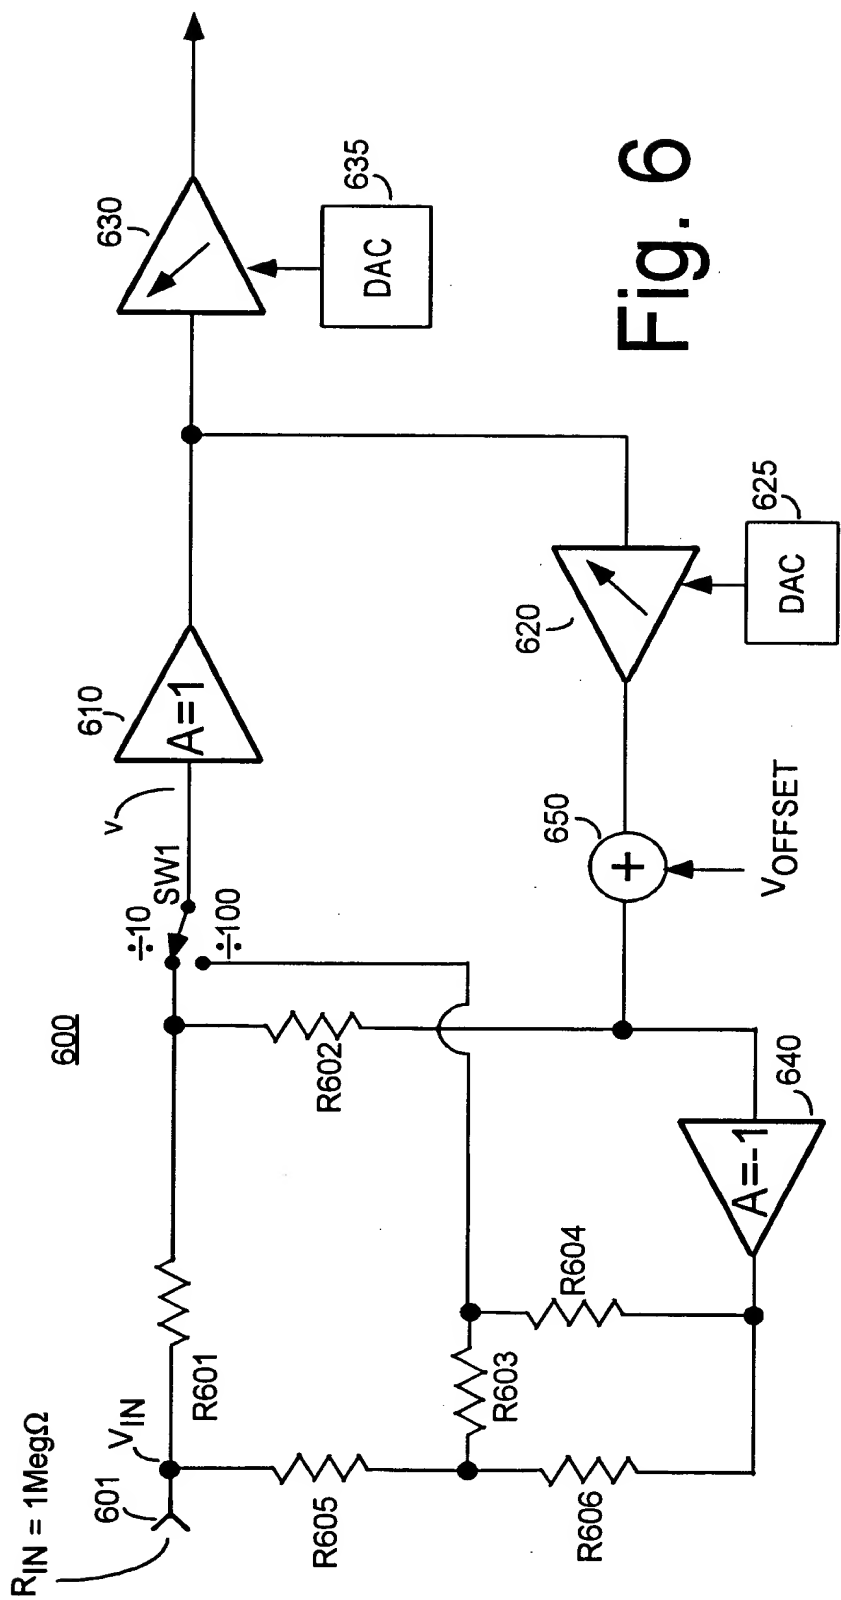 600
R_IN = 1MegΩ
601
V_IN
R601
÷10
SW1
÷100
v
610
A=1
630
DAC
635
R602
R605
R603
R604
R606
A=-1
640
650
+
V_OFFSET
620
DAC
625
Fig. 6